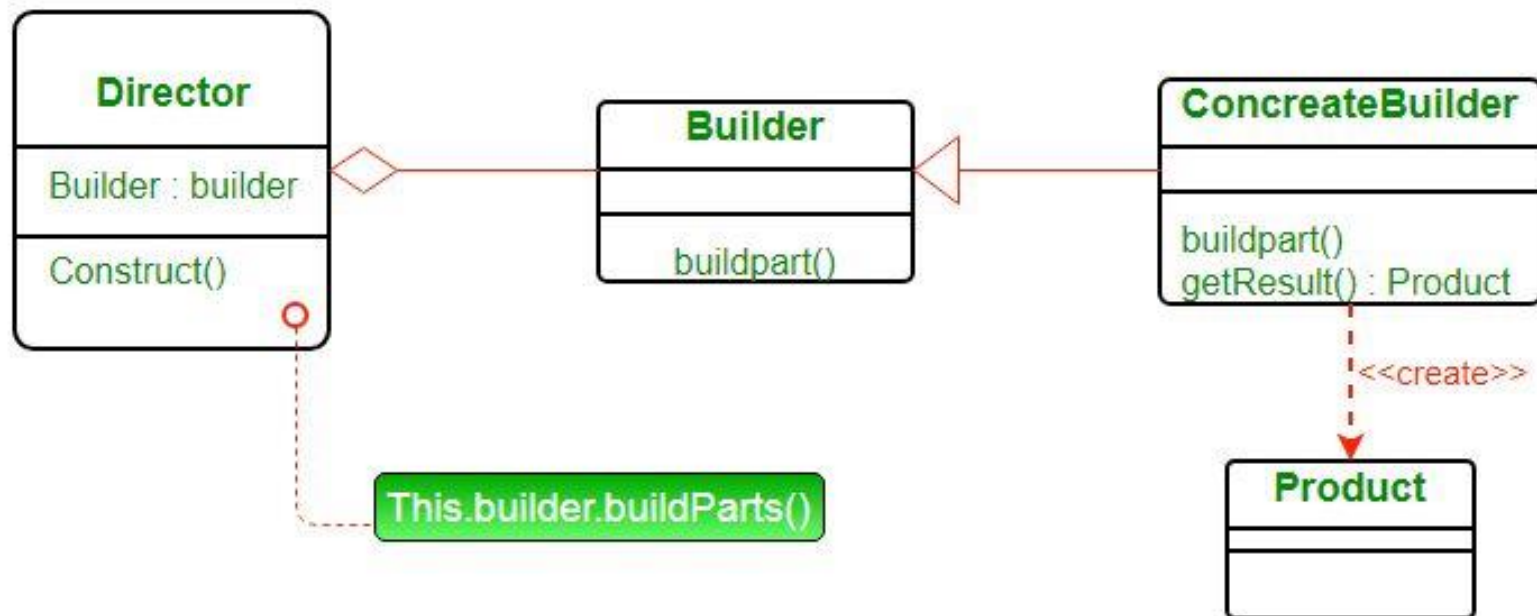 Director
Builder : builder
Construct()
Builder
buildpart()
ConcreateBuilder
buildpart()
getResult() : Product
<<create>>
This.builder.buildParts()
Product